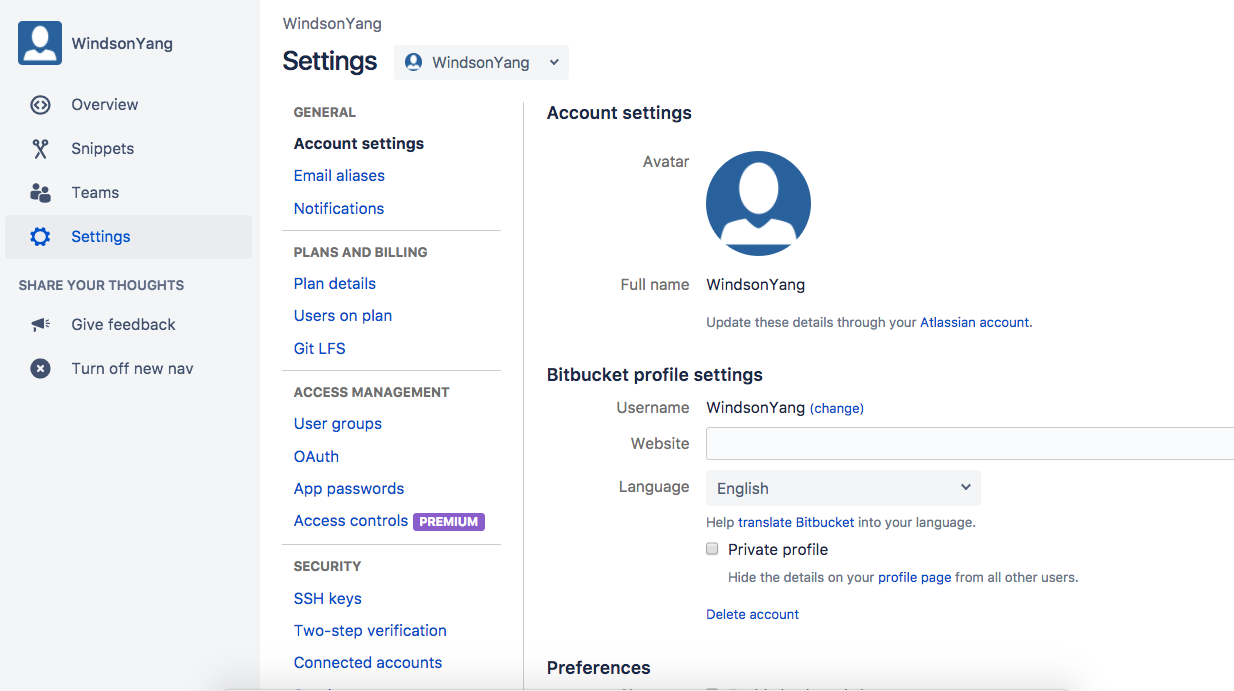 WindsonYang
Overview
Snippets
Teams
Settings
SHARE YOUR THOUGHTS
Give feedback
Turn off new nav
WindsonYang
Settings
WindsonYang
GENERAL
Account settings
Email aliases
Notifications
PLANS AND BILLING
Plan details
Users on plan
Git LFS
ACCESS MANAGEMENT
User groups
OAuth
App passwords
Access controls PREMIUM
SECURITY
SSH keys
Two-step verification
Connected accounts
Account settings
Avatar
Full name WindsonYang
Update these details through your Atlassian account.
Bitbucket profile settings
Username WindsonYang (change)
Website
Language English
Help translate Bitbucket into your language.
Private profile
Hide the details on your profile page from all other users.
Delete account
Preferences